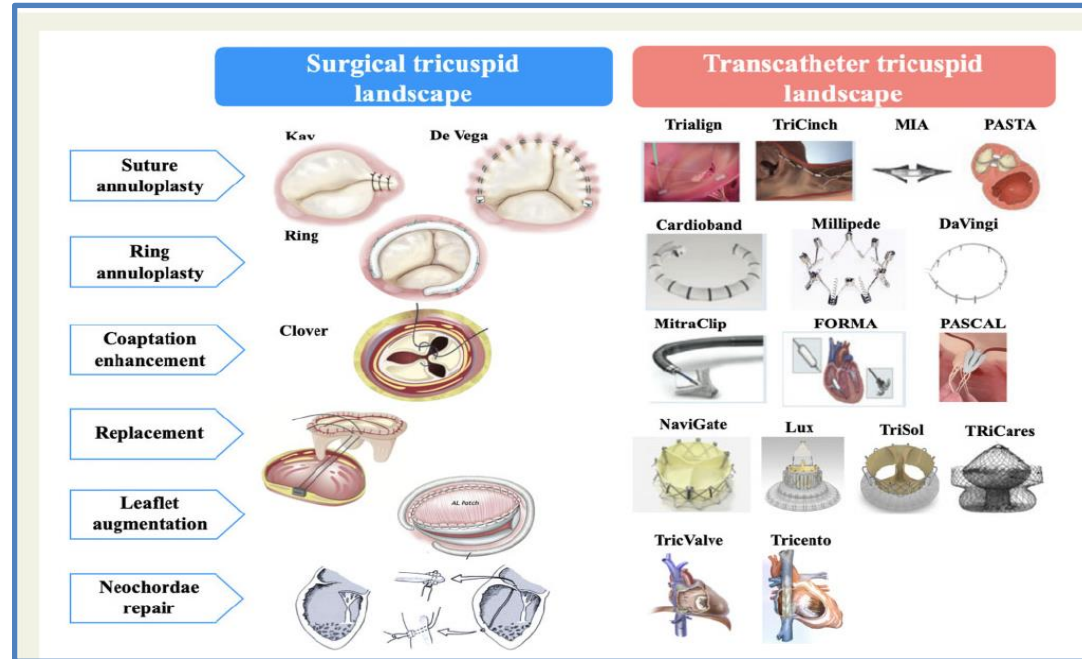 Surgical tricuspid
landscape
Transcatheter tricuspid
landscape
Suture
annuloplasty
Kay
De Vega
Trialign
TriCinch
MIA
PASTA
Ring
annuloplasty
Ring
Cardioband
Millipede
DaVingi
Coaptation
enhancement
Clover
MitraClip
FORMA
PASCAL
Replacement
NaviGate
Lux
TriSol
TRiCares
Leaflet
augmentation
AL Patch
TricValve
Tricento
Neochordae
repair